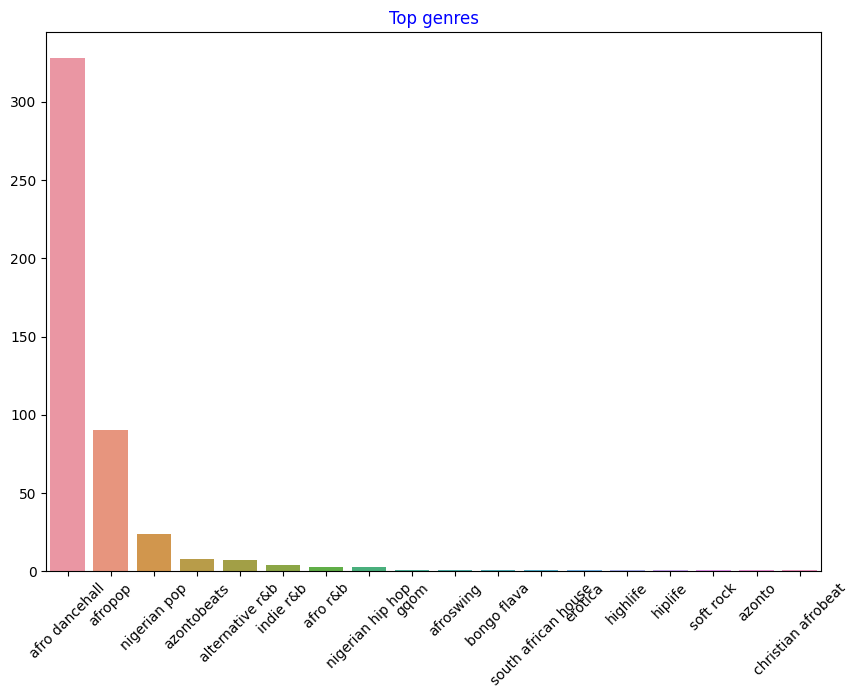 Top genres
300
250
200
150
100
50
0
afro dancehall
afropop
nigerian pop
azontobeats
alternative r&b
indie r&b
afro r&b
nigerian hip hop
gqom
afroswing
bongo flava
south african house
erotica
highlife
hiplife
soft rock
azonto
christian afrobeat